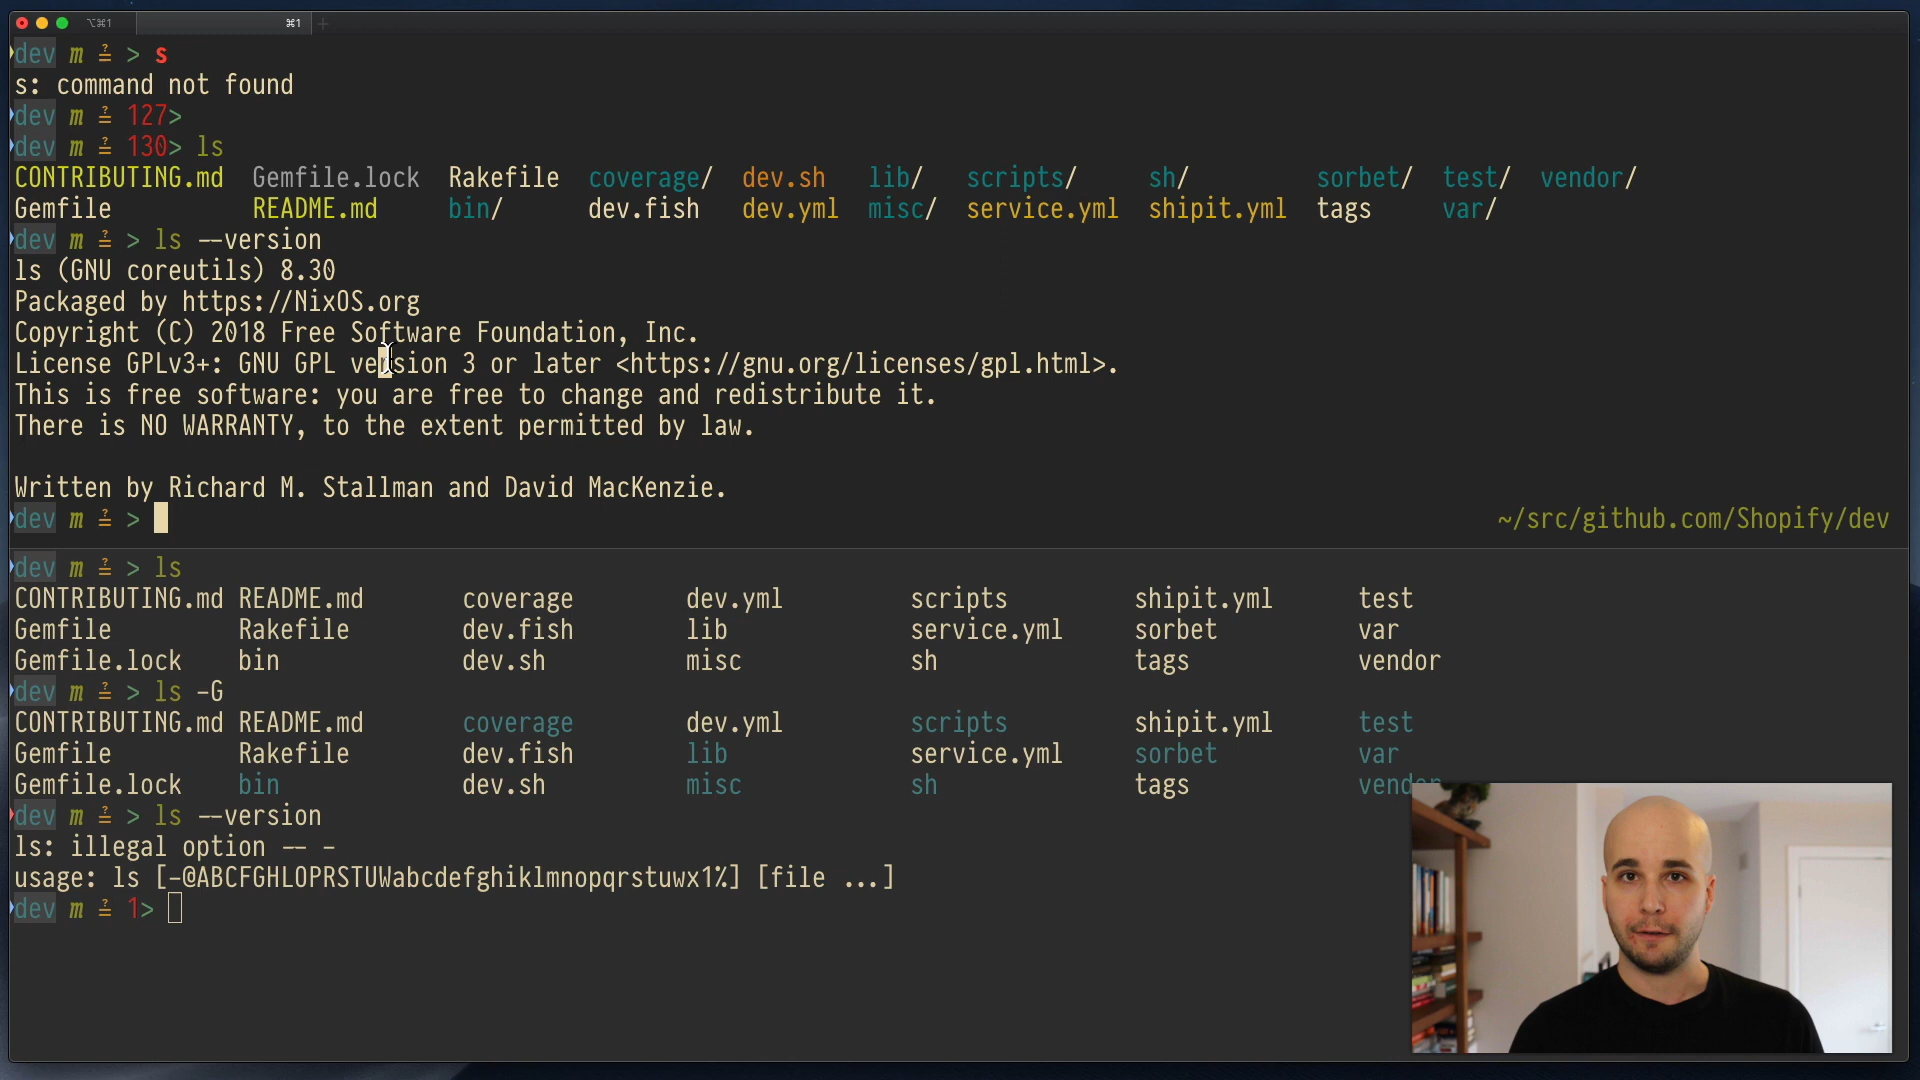 ⌥⌘1 ⌘1 +
dev m ≟ > s
s: command not found
dev m ≟ 127>
dev m ≟ 130> ls
CONTRIBUTING.md Gemfile.lock Rakefile coverage/ dev.sh lib/ scripts/ sh/ sorbet/ test/ vendor/
Gemfile README.md bin/ dev.fish dev.yml misc/ service.yml shipit.yml tags var/
dev m ≟ > ls --version
ls (GNU coreutils) 8.30
Packaged by https://NixOS.org
Copyright (C) 2018 Free Software Foundation, Inc.
License GPLv3+: GNU GPL version 3 or later <https://gnu.org/licenses/gpl.html>.
This is free software: you are free to change and redistribute it.
There is NO WARRANTY, to the extent permitted by law.
Written by Richard M. Stallman and David MacKenzie.
dev m ≟ > ~/src/github.com/Shopify/dev
dev m ≟ > ls
CONTRIBUTING.md README.md coverage dev.yml scripts shipit.yml test
Gemfile Rakefile dev.fish lib service.yml sorbet var
Gemfile.lock bin dev.sh misc sh tags vendor
dev m ≟ > ls -G
CONTRIBUTING.md README.md coverage dev.yml scripts shipit.yml test
Gemfile Rakefile dev.fish lib service.yml sorbet var
Gemfile.lock bin dev.sh misc sh tags vendor
dev m ≟ > ls --version
ls: illegal option -- -
usage: ls [-@ABCFGHLOPRSTUWabcdefghiklmnopqrstuwx1%] [file ...]
dev m ≟ 1>